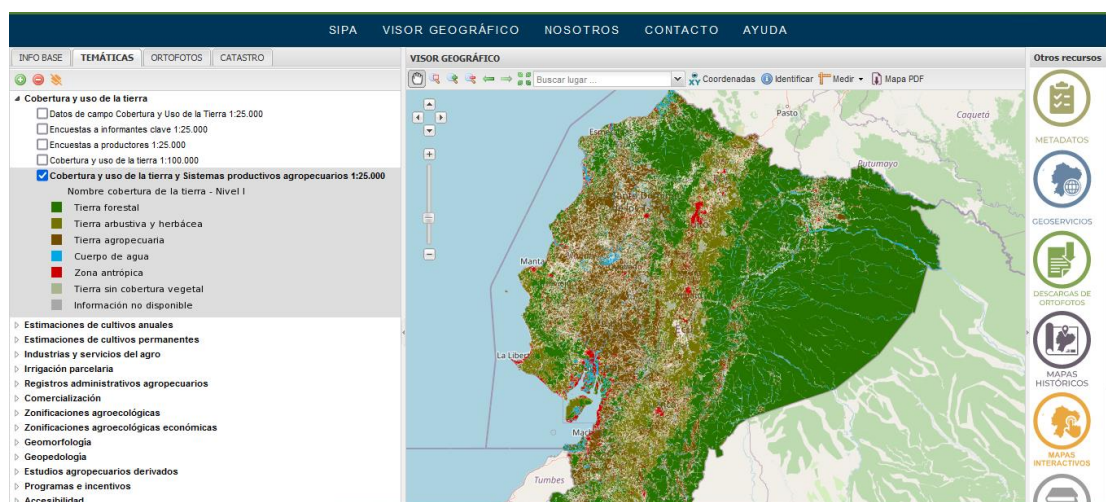 SIPA VISOR GEOGRÁFICO NOSOTROS CONTACTO AYUDA
INFO BASE TEMÁTICAS ORTOFOTOS CATASTRO
Cobertura y uso de la tierra
Datos de campo Cobertura y Uso de la Tierra 1:25.000
Encuestas a informantes clave 1:25.000
Encuestas a productores 1:25.000
Cobertura y uso de la tierra 1:100.000
Cobertura y uso de la tierra y Sistemas productivos agropecuarios 1:25.000
Nombre cobertura de la tierra - Nivel I
Tierra forestal
Tierra arbustiva y herbácea
Tierra agropecuaria
Cuerpo de agua
Zona antrópica
Tierra sin cobertura vegetal
Información no disponible
Estimaciones de cultivos anuales
Estimaciones de cultivos permanentes
Industrias y servicios del agro
Irrigación parcelaria
Registros administrativos agropecuarios
Comercialización
Zonificaciones agroecológicas
Zonificaciones agroecológicas económicas
Geomorfología
Geopedología
Estudios agropecuarios derivados
Programas e incentivos
Accesibilidad
VISOR GEOGRÁFICO
Buscar lugar ... Coordenadas Identificar Medir Mapa PDF
Pasto
Caquetá
Putumayo
Manta
La Libert
Mach
Tumbes
Otros recursos
METADATOS
GEOSERVICIOS
DESCARGAS DE
ORTOFOTOS
MAPAS
HISTÓRICOS
MAPAS
INTERACTIVOS